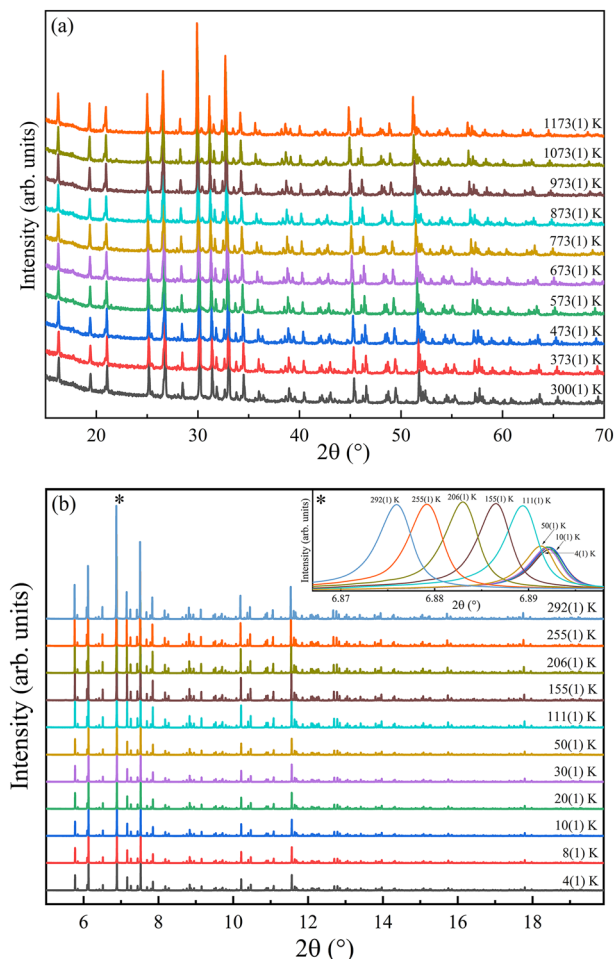 (a)
Intensity (arb. units)
1173(1) K
1073(1) K
973(1) K
873(1) K
773(1) K
673(1) K
573(1) K
473(1) K
373(1) K
300(1) K
20 30 40 50 60 70
2θ (°)
(b)
*
Intensity (arb. units)
*
Intensity (arb. units)
292(1) K 255(1) K 206(1) K 155(1) K 111(1) K
50(1) K
10(1) K
4(1) K
6.87 6.88 6.89
2θ (°)
292(1) K
255(1) K
206(1) K
155(1) K
111(1) K
50(1) K
30(1) K
20(1) K
10(1) K
8(1) K
4(1) K
6 8 10 12 14 16 18
2θ (°)